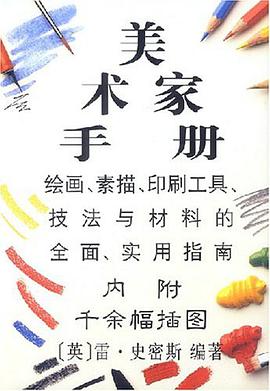 美
术家
手册
绘画、素描、印刷工具、
技法与材料的
全面、实用指南
内附
千余幅插图
〔英〕雷·史密斯 编著